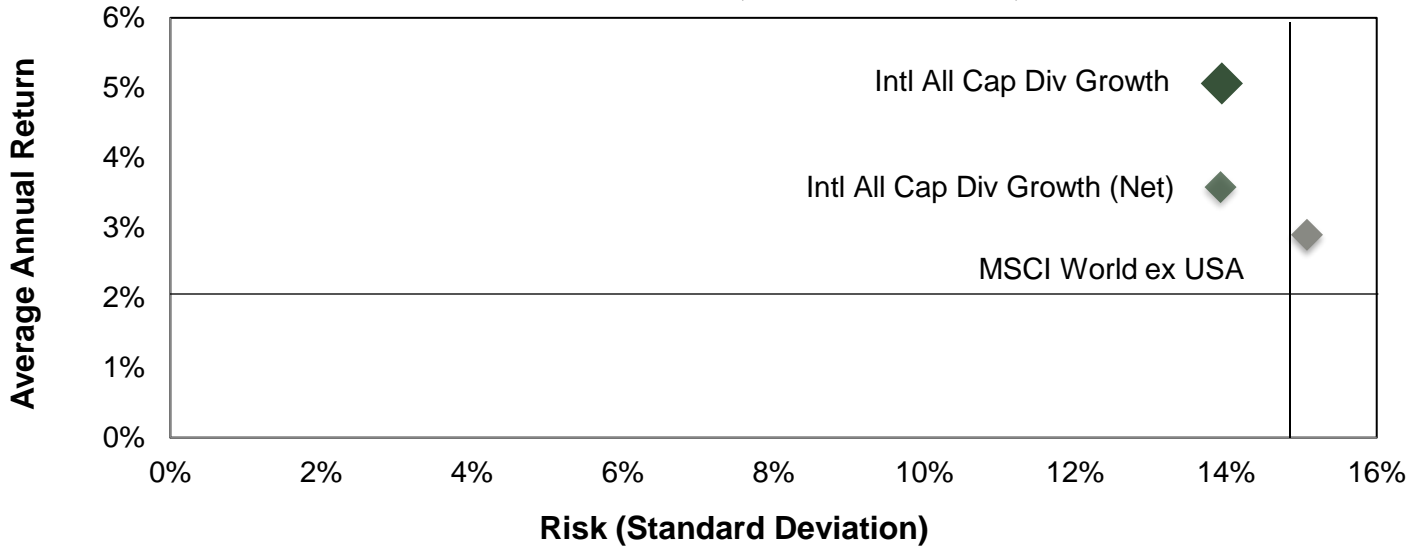 6%
5%
4%
3%
2%
1%
0%
Average Annual Return
Intl All Cap Div Growth
Intl All Cap Div Growth (Net)
MSCI World ex USA
0% 2% 4% 6% 8% 10% 12% 14% 16%
Risk (Standard Deviation)